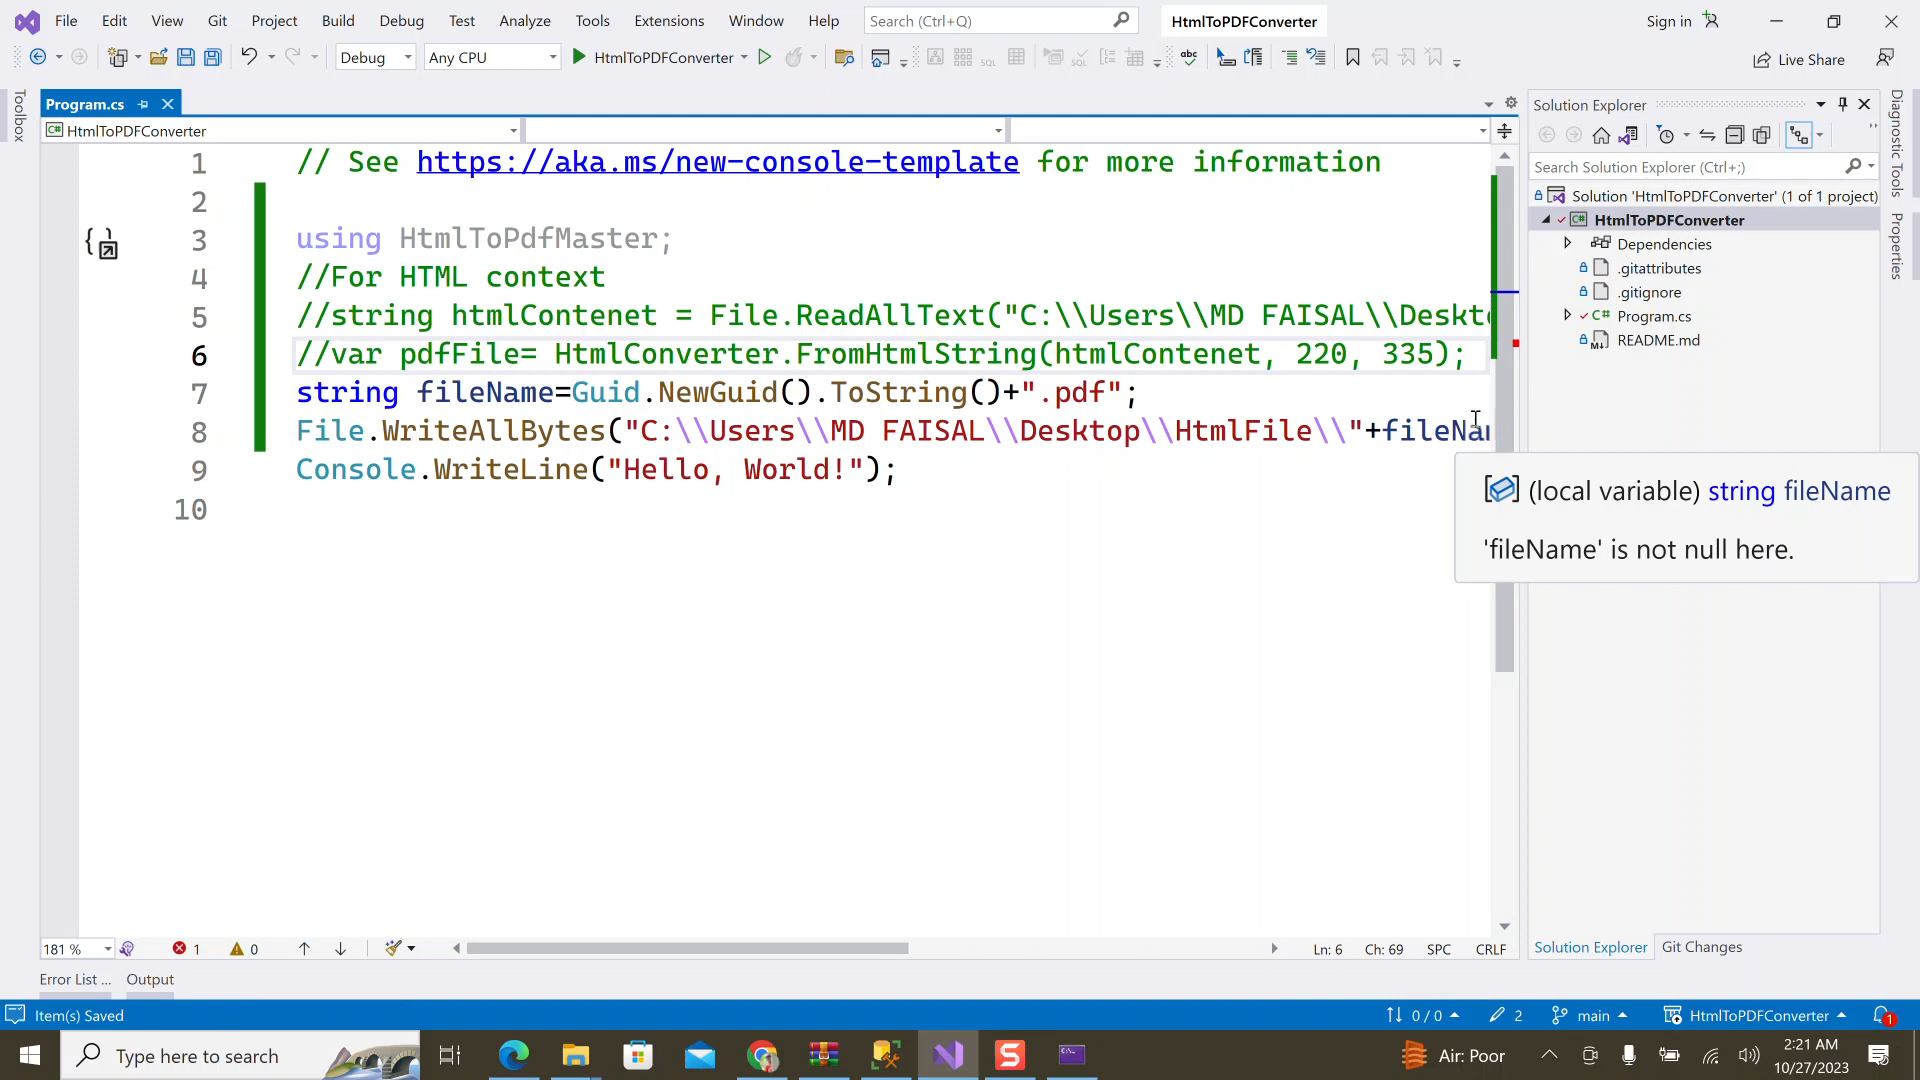 File Edit View Git Project Build Debug Test Analyze Tools Extensions Window Help Search (Ctrl+Q) HtmlToPDFConverter Sign in
Debug Any CPU HtmlToPDFConverter Live Share
Toolbox
Program.cs
HtmlToPDFConverter
1 // See https://aka.ms/new-console-template for more information
2
3 using HtmlToPdfMaster;
4 //For HTML context
5 //string htmlContenet = File.ReadAllText("C:\\Users\\MD FAISAL\\Deskto
6 //var pdfFile= HtmlConverter.FromHtmlString(htmlContenet, 220, 335);
7 string fileName=Guid.NewGuid().ToString()+".pdf";
8 File.WriteAllBytes("C:\\Users\\MD FAISAL\\Desktop\\HtmlFile\\"+fileNam
9 Console.WriteLine("Hello, World!");
10
(local variable) string fileName
'fileName' is not null here.
Solution Explorer
Search Solution Explorer (Ctrl+;)
Solution 'HtmlToPDFConverter' (1 of 1 project)
HtmlToPDFConverter
Dependencies
.gitattributes
.gitignore
C# Program.cs
README.md
Diagnostic Tools
Properties
181 % 1 0 Ln: 6 Ch: 69 SPC CRLF
Solution Explorer Git Changes
Error List ... Output
Item(s) Saved 0 / 0 2 main HtmlToPDFConverter 1
Type here to search Air: Poor 2:21 AM
10/27/2023